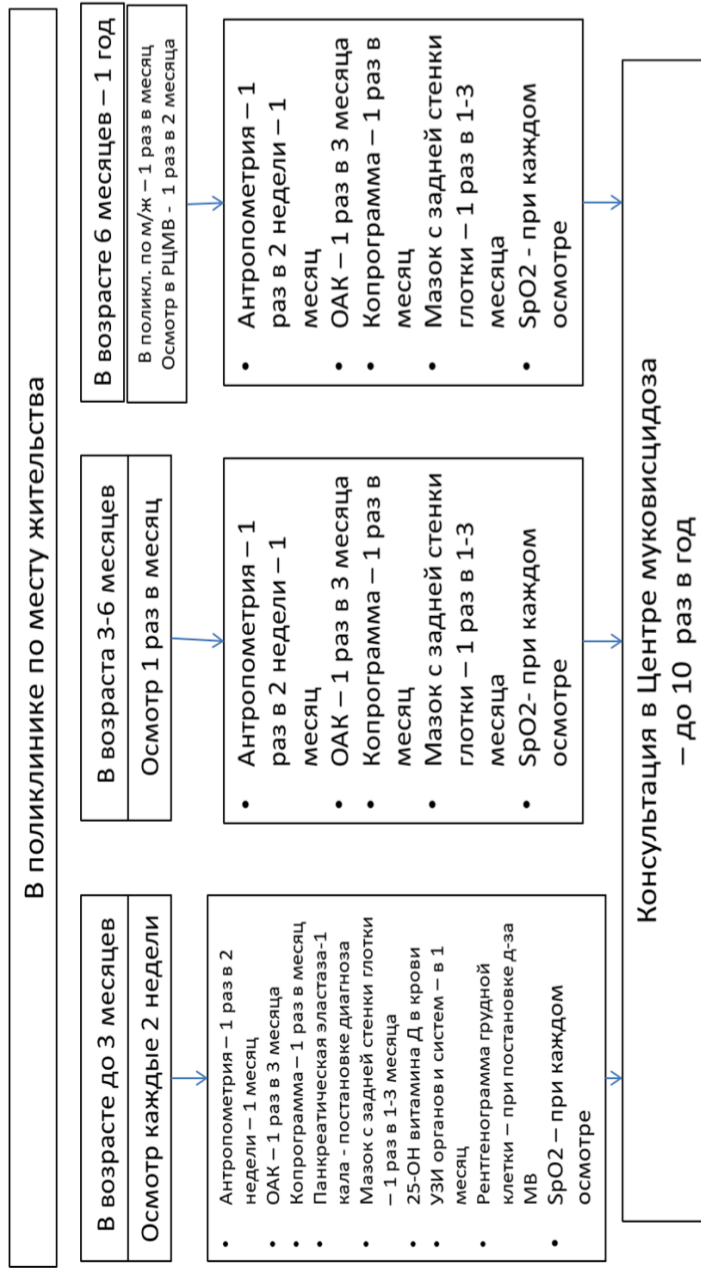 В поликлинике по месту жительства
В возрасте до 3 месяцев
Осмотр каждые 2 недели
• Антропометрия – 1 раз в 2
недели – 1 месяц
• ОАК – 1 раз в 3 месяца
• Копрограмма – 1 раз в месяц
• Панкреатическая эластаза-1
кала - постановке диагноза
• Мазок с задней стенки глотки
– 1 раз в 1-3 месяца
• 25-ОН витамина Д в крови
• УЗИ органов и систем – в 1
месяц
• Рентгенограмма грудной
клетки – при постановке д-за
МВ
• SpO2 – при каждом
осмотре
В возраста 3-6 месяцев
Осмотр 1 раз в месяц
• Антропометрия – 1
раз в 2 недели – 1
месяц
• ОАК – 1 раз в 3 месяца
• Копрограмма – 1 раз в
месяц
• Мазок с задней стенки
глотки – 1 раз в 1-3
месяца
• SpO2- при каждом
осмотре
В возрасте 6 месяцев – 1 год
В поликл. по м/ж – 1 раз в месяц
Осмотр в РЦМВ - 1 раз в 2 месяца
• Антропометрия – 1
раз в 2 недели – 1
месяц
• ОАК – 1 раз в 3 месяца
• Копрограмма – 1 раз в
месяц
• Мазок с задней стенки
глотки – 1 раз в 1-3
месяца
• SpO2 - при каждом
осмотре
Консультация в Центре муковисцидоза
– до 10 раз в год